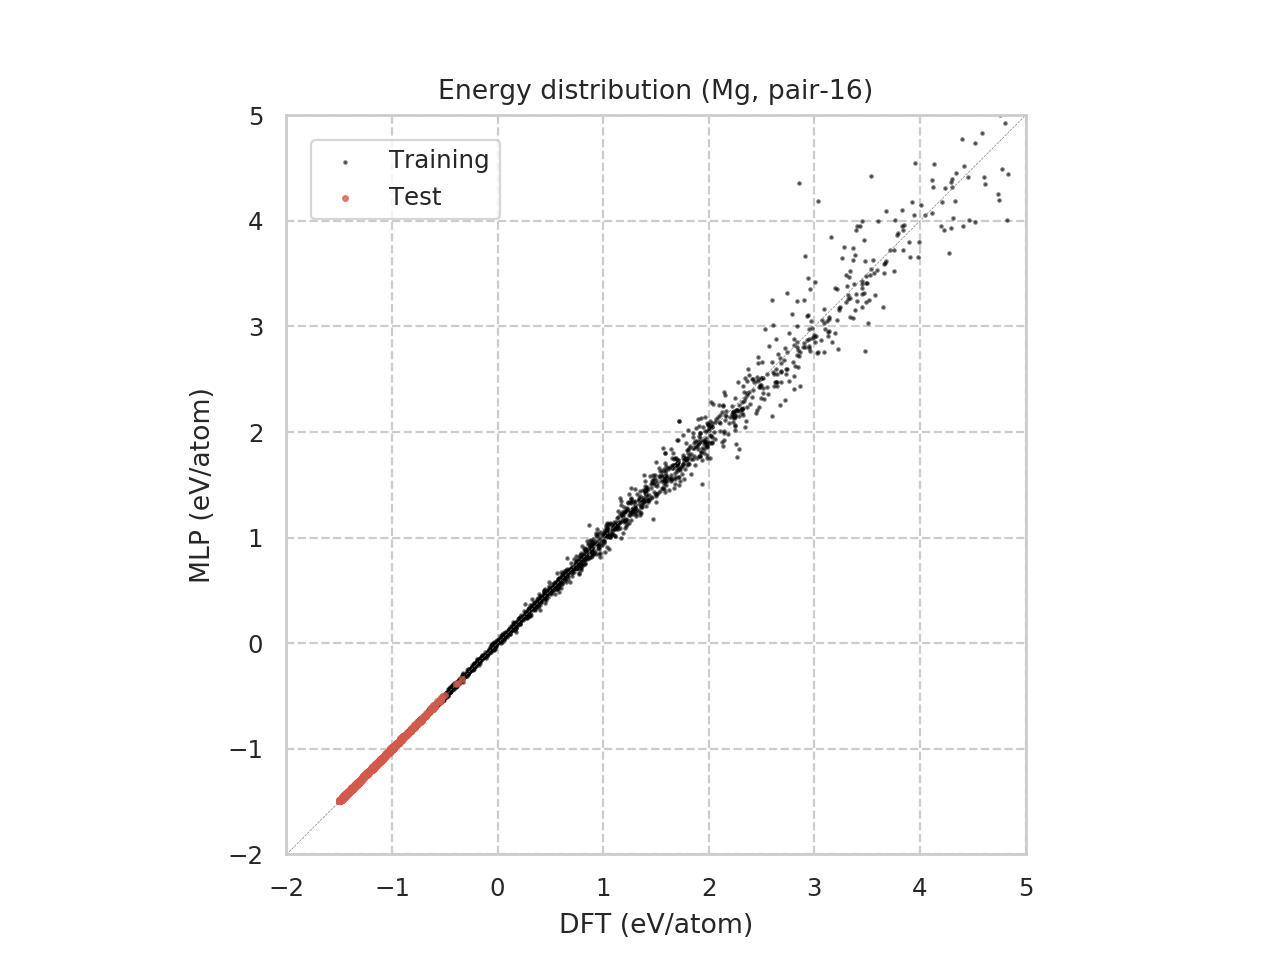 Energy distribution (Mg, pair-16)
Training
Test
5
4
3
2
1
0
−1
−2
MLP (eV/atom)
−2 −1 0 1 2 3 4 5
DFT (eV/atom)